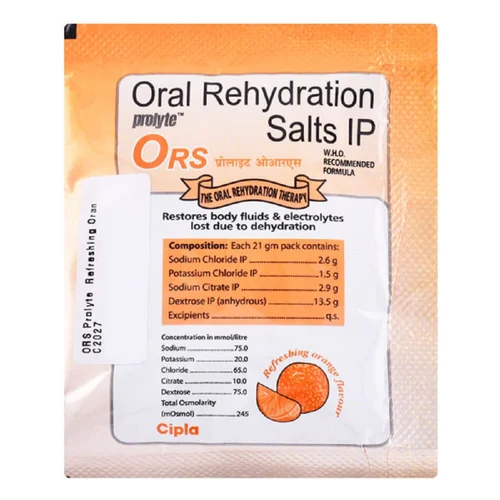 Oral Rehydration
prolyte™
Salts IP
ORS प्रोलाइट ओआरएस
W.H.O.
RECOMMENDED
FORMULA
THE ORAL REHYDRATION THERAPY
Restores body fluids & electrolytes
lost due to dehydration
Composition: Each 21 gm pack contains:
Sodium Chloride IP 2.6 g
Potassium Chloride IP 1.5 g
Sodium Citrate IP 2.9 g
Dextrose IP (anhydrous) 13.5 g
Excipients q.s.
Concentration in mmol/litre
Sodium 75.0
Potassium 20.0
Chloride 65.0
Citrate 10.0
Dextrose 75.0
Total Osmolarity
(mOsmol) 245
Refreshing orange flavour
Cipla
ORS Prolyte Refreshing Oran
C2027